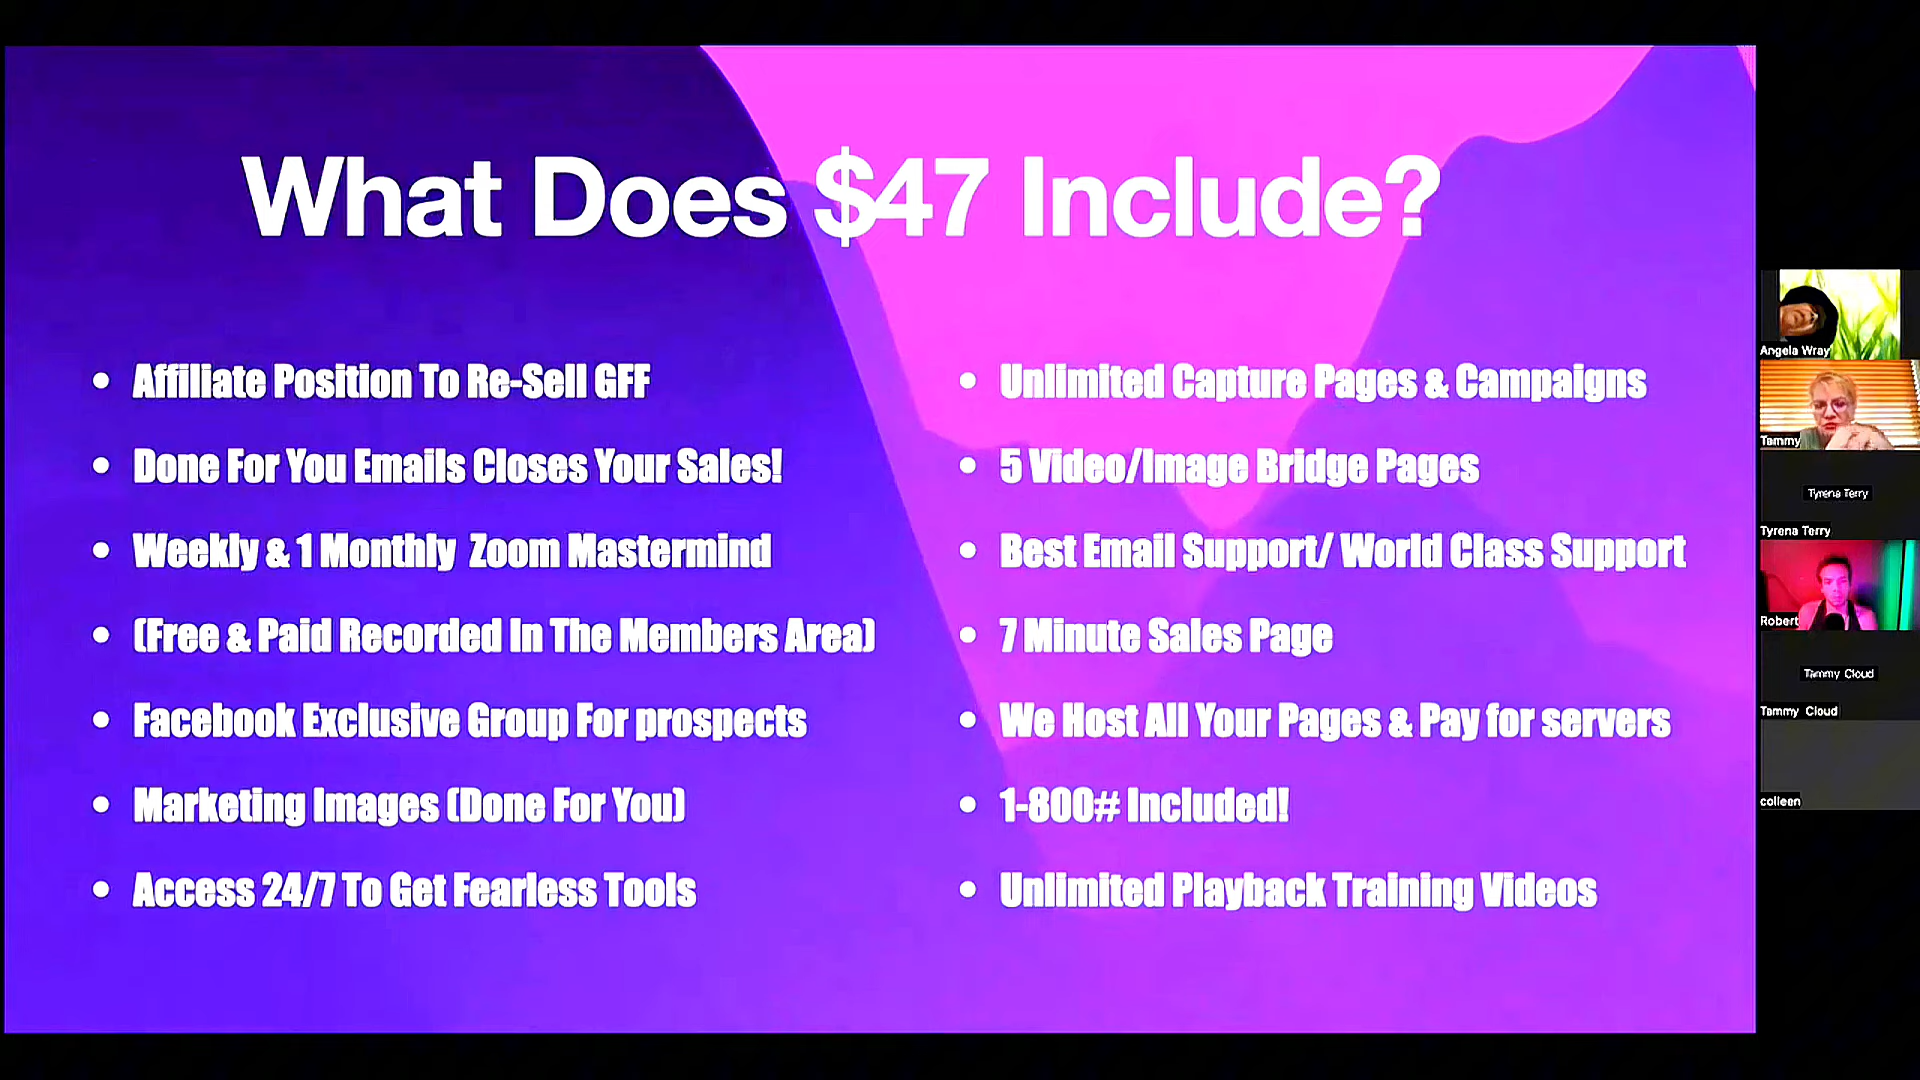 What Does $47 Include?
• Affiliate Position To Re-Sell GFF
• Done For You Emails Closes Your Sales!
• Weekly & 1 Monthly Zoom Mastermind
• (Free & Paid Recorded In The Members Area)
• Facebook Exclusive Group For prospects
• Marketing Images (Done For You)
• Access 24/7 To Get Fearless Tools
• Unlimited Capture Pages & Campaigns
• 5 Video/Image Bridge Pages
• Best Email Support/ World Class Support
• 7 Minute Sales Page
• We Host All Your Pages & Pay for servers
• 1-800# Included!
• Unlimited Playback Training Videos
Angela Wray
Tammy
Tyrena Terry
Tyrena Terry
Robert
Tammy Cloud
Tammy Cloud
colleen